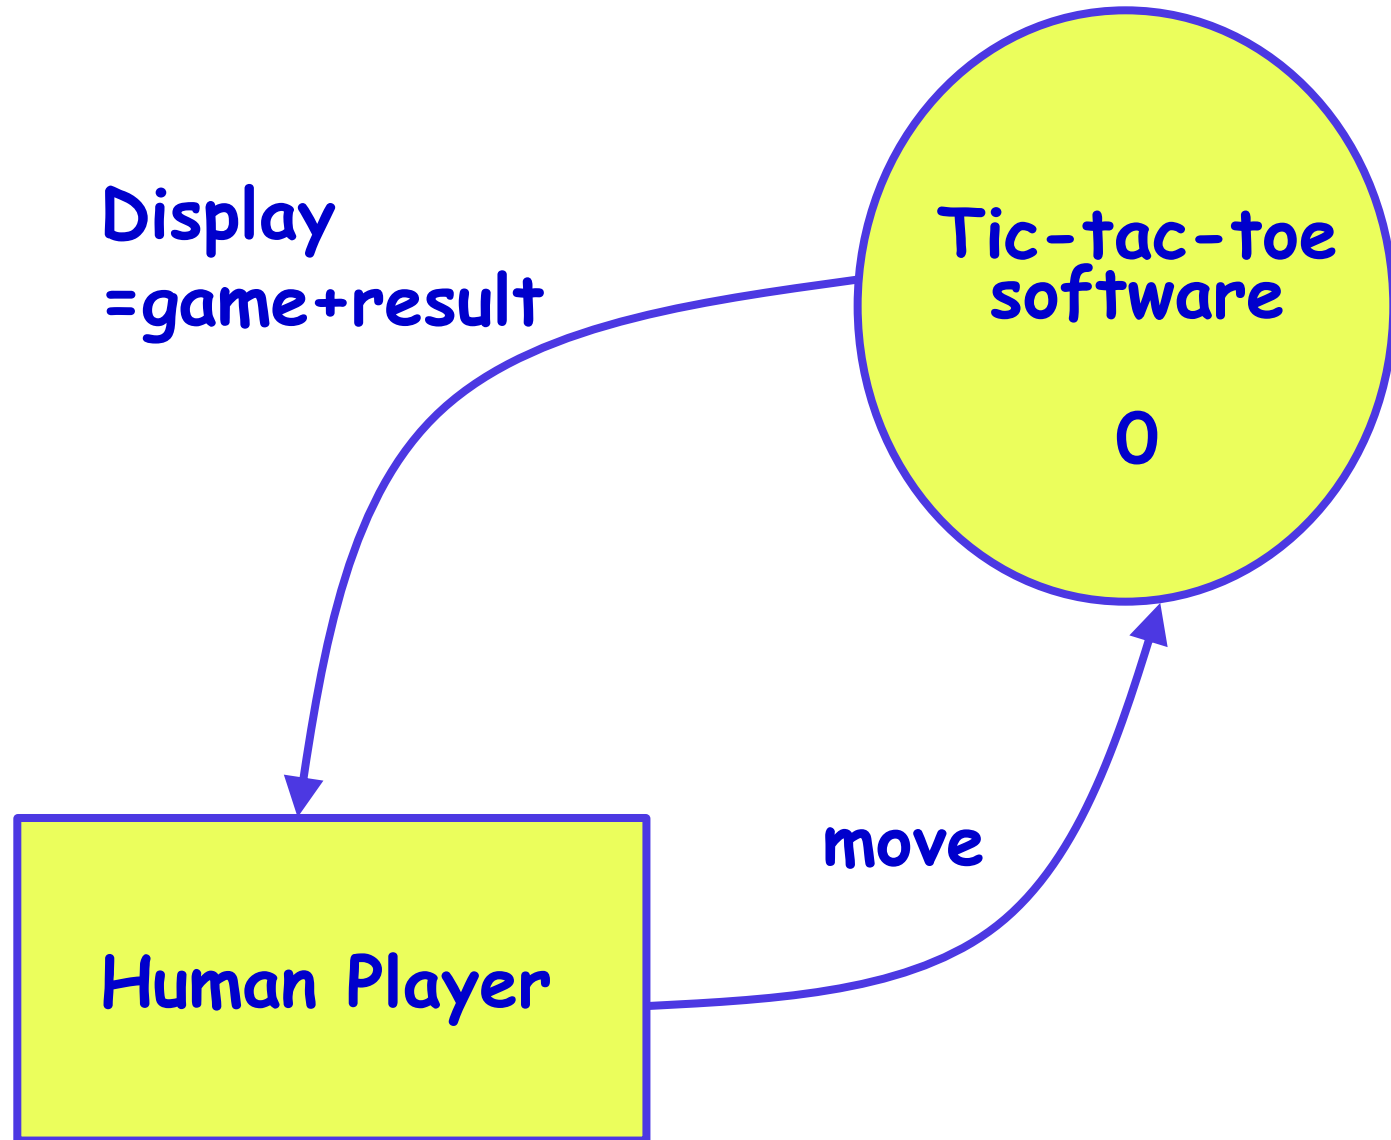 Display
=game+result
Tic-tac-toe
software
0
move
Human Player